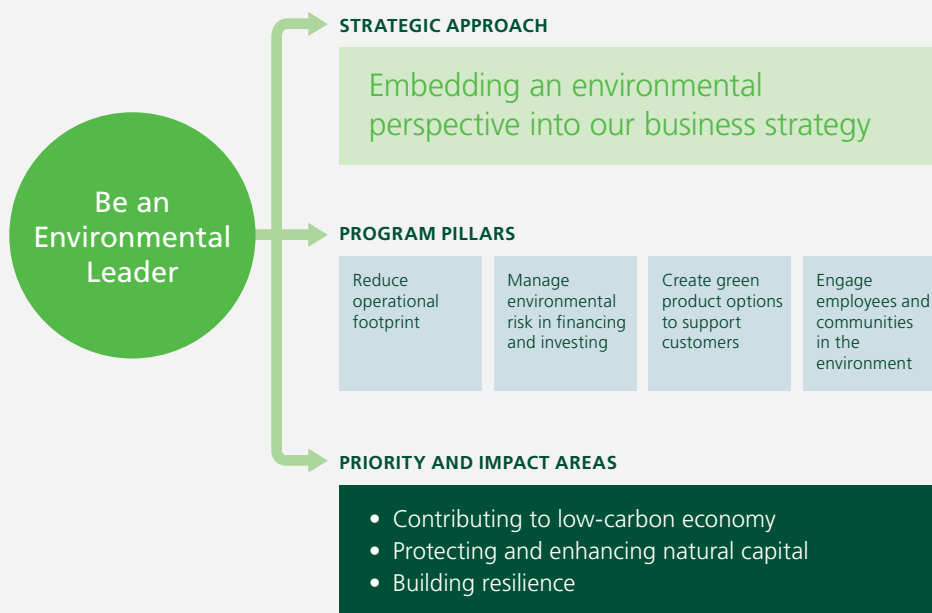 Be an
Environmental
Leader
STRATEGIC APPROACH
Embedding an environmental
perspective into our business strategy
PROGRAM PILLARS
Reduce
operational
footprint
Manage
environmental
risk in financing
and investing
Create green
product options
to support
customers
Engage
employees and
communities
in the
environment
PRIORITY AND IMPACT AREAS
• Contributing to low-carbon economy
• Protecting and enhancing natural capital
• Building resilience